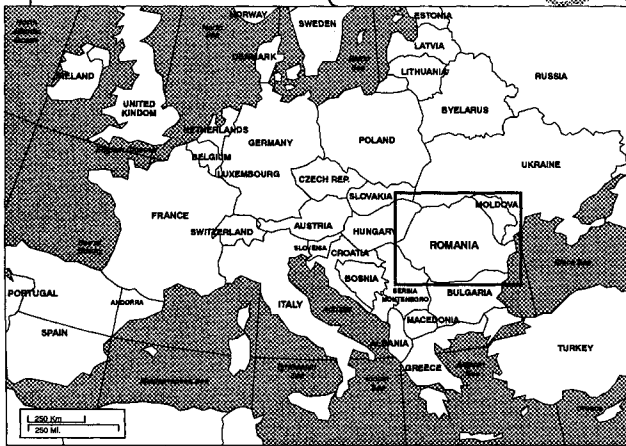 NORWAY
SWEDEN
ESTONIA
LATVIA
LITHUANIA
RUSSIA
DENMARK
IRELAND
UNITED
KINGDOM
BYELARUS
NETHERLANDS
GERMANY
POLAND
BELGIUM
LUXEMBOURG
UKRAINE
CZECH REP.
SLOVAKIA
FRANCE
SWITZERLAND
AUSTRIA
HUNGARY
MOLDOVA
ROMANIA
SLOVENIA
CROATIA
BOSNIA
SERBIA
MONTENEGRO
BULGARIA
PORTUGAL
ANDORRA
ITALY
SPAIN
MACEDONIA
ALBANIA
GREECE
TURKEY
250 Km
250 Mi.